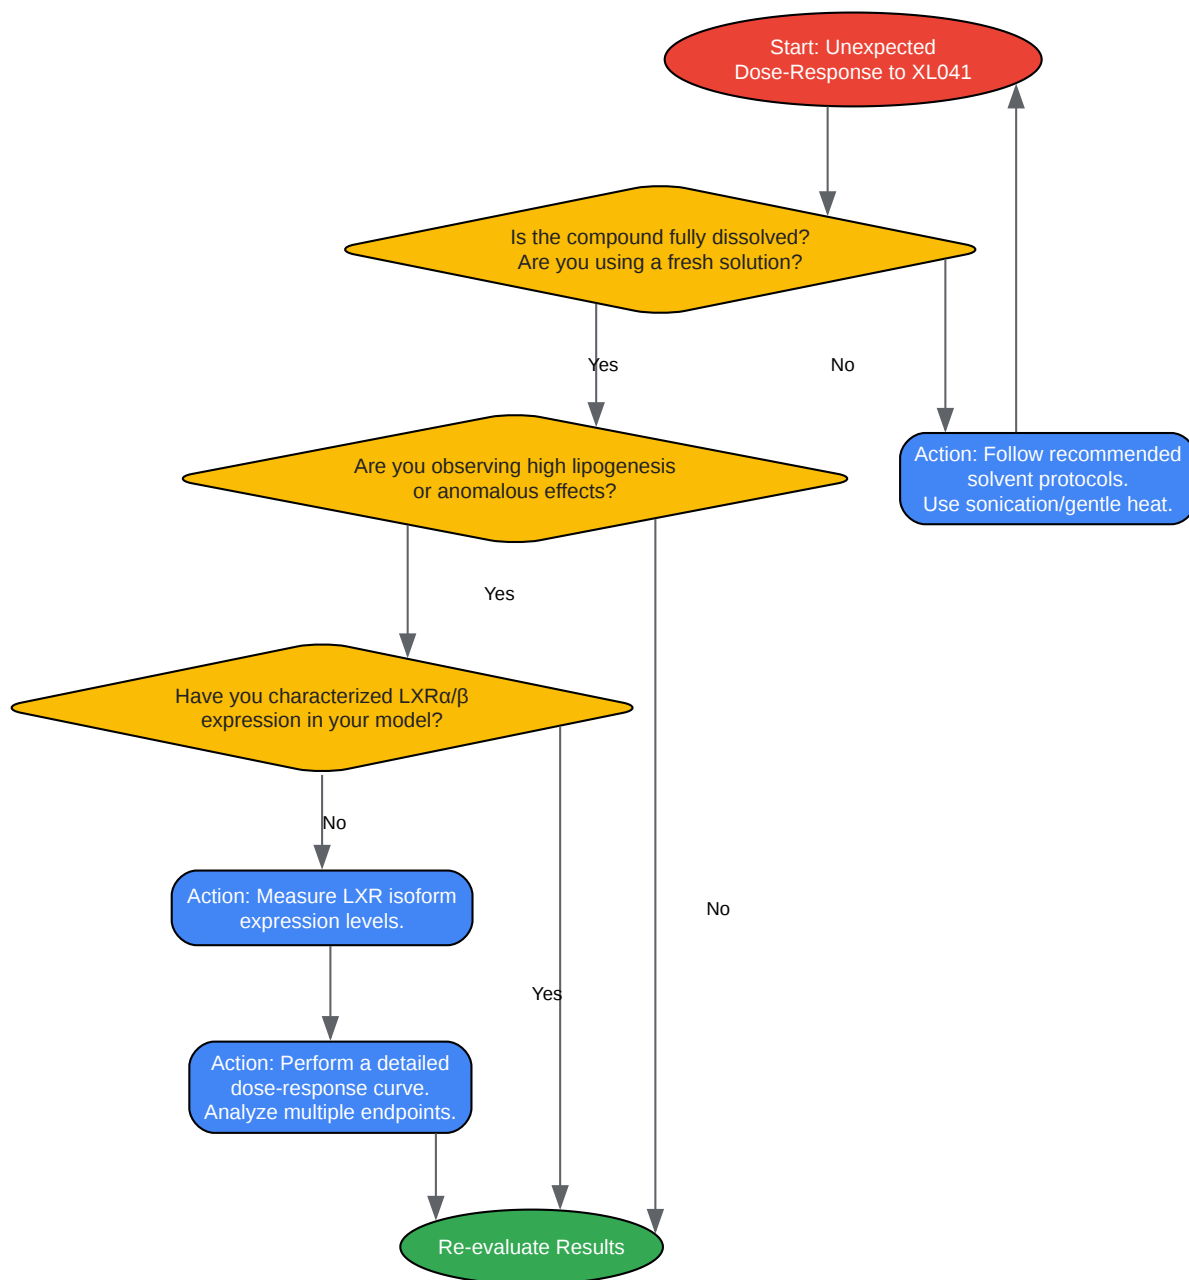 Start: Unexpected
Dose-Response to XL041
Is the compound fully dissolved?
Are you using a fresh solution?
Yes
No
Action: Follow recommended
solvent protocols.
Use sonication/gentle heat.
Are you observing high lipogenesis
or anomalous effects?
Yes
No
Have you characterized LXRα/β
expression in your model?
No
Yes
Action: Measure LXR isoform
expression levels.
Action: Perform a detailed
dose-response curve.
Analyze multiple endpoints.
Re-evaluate Results